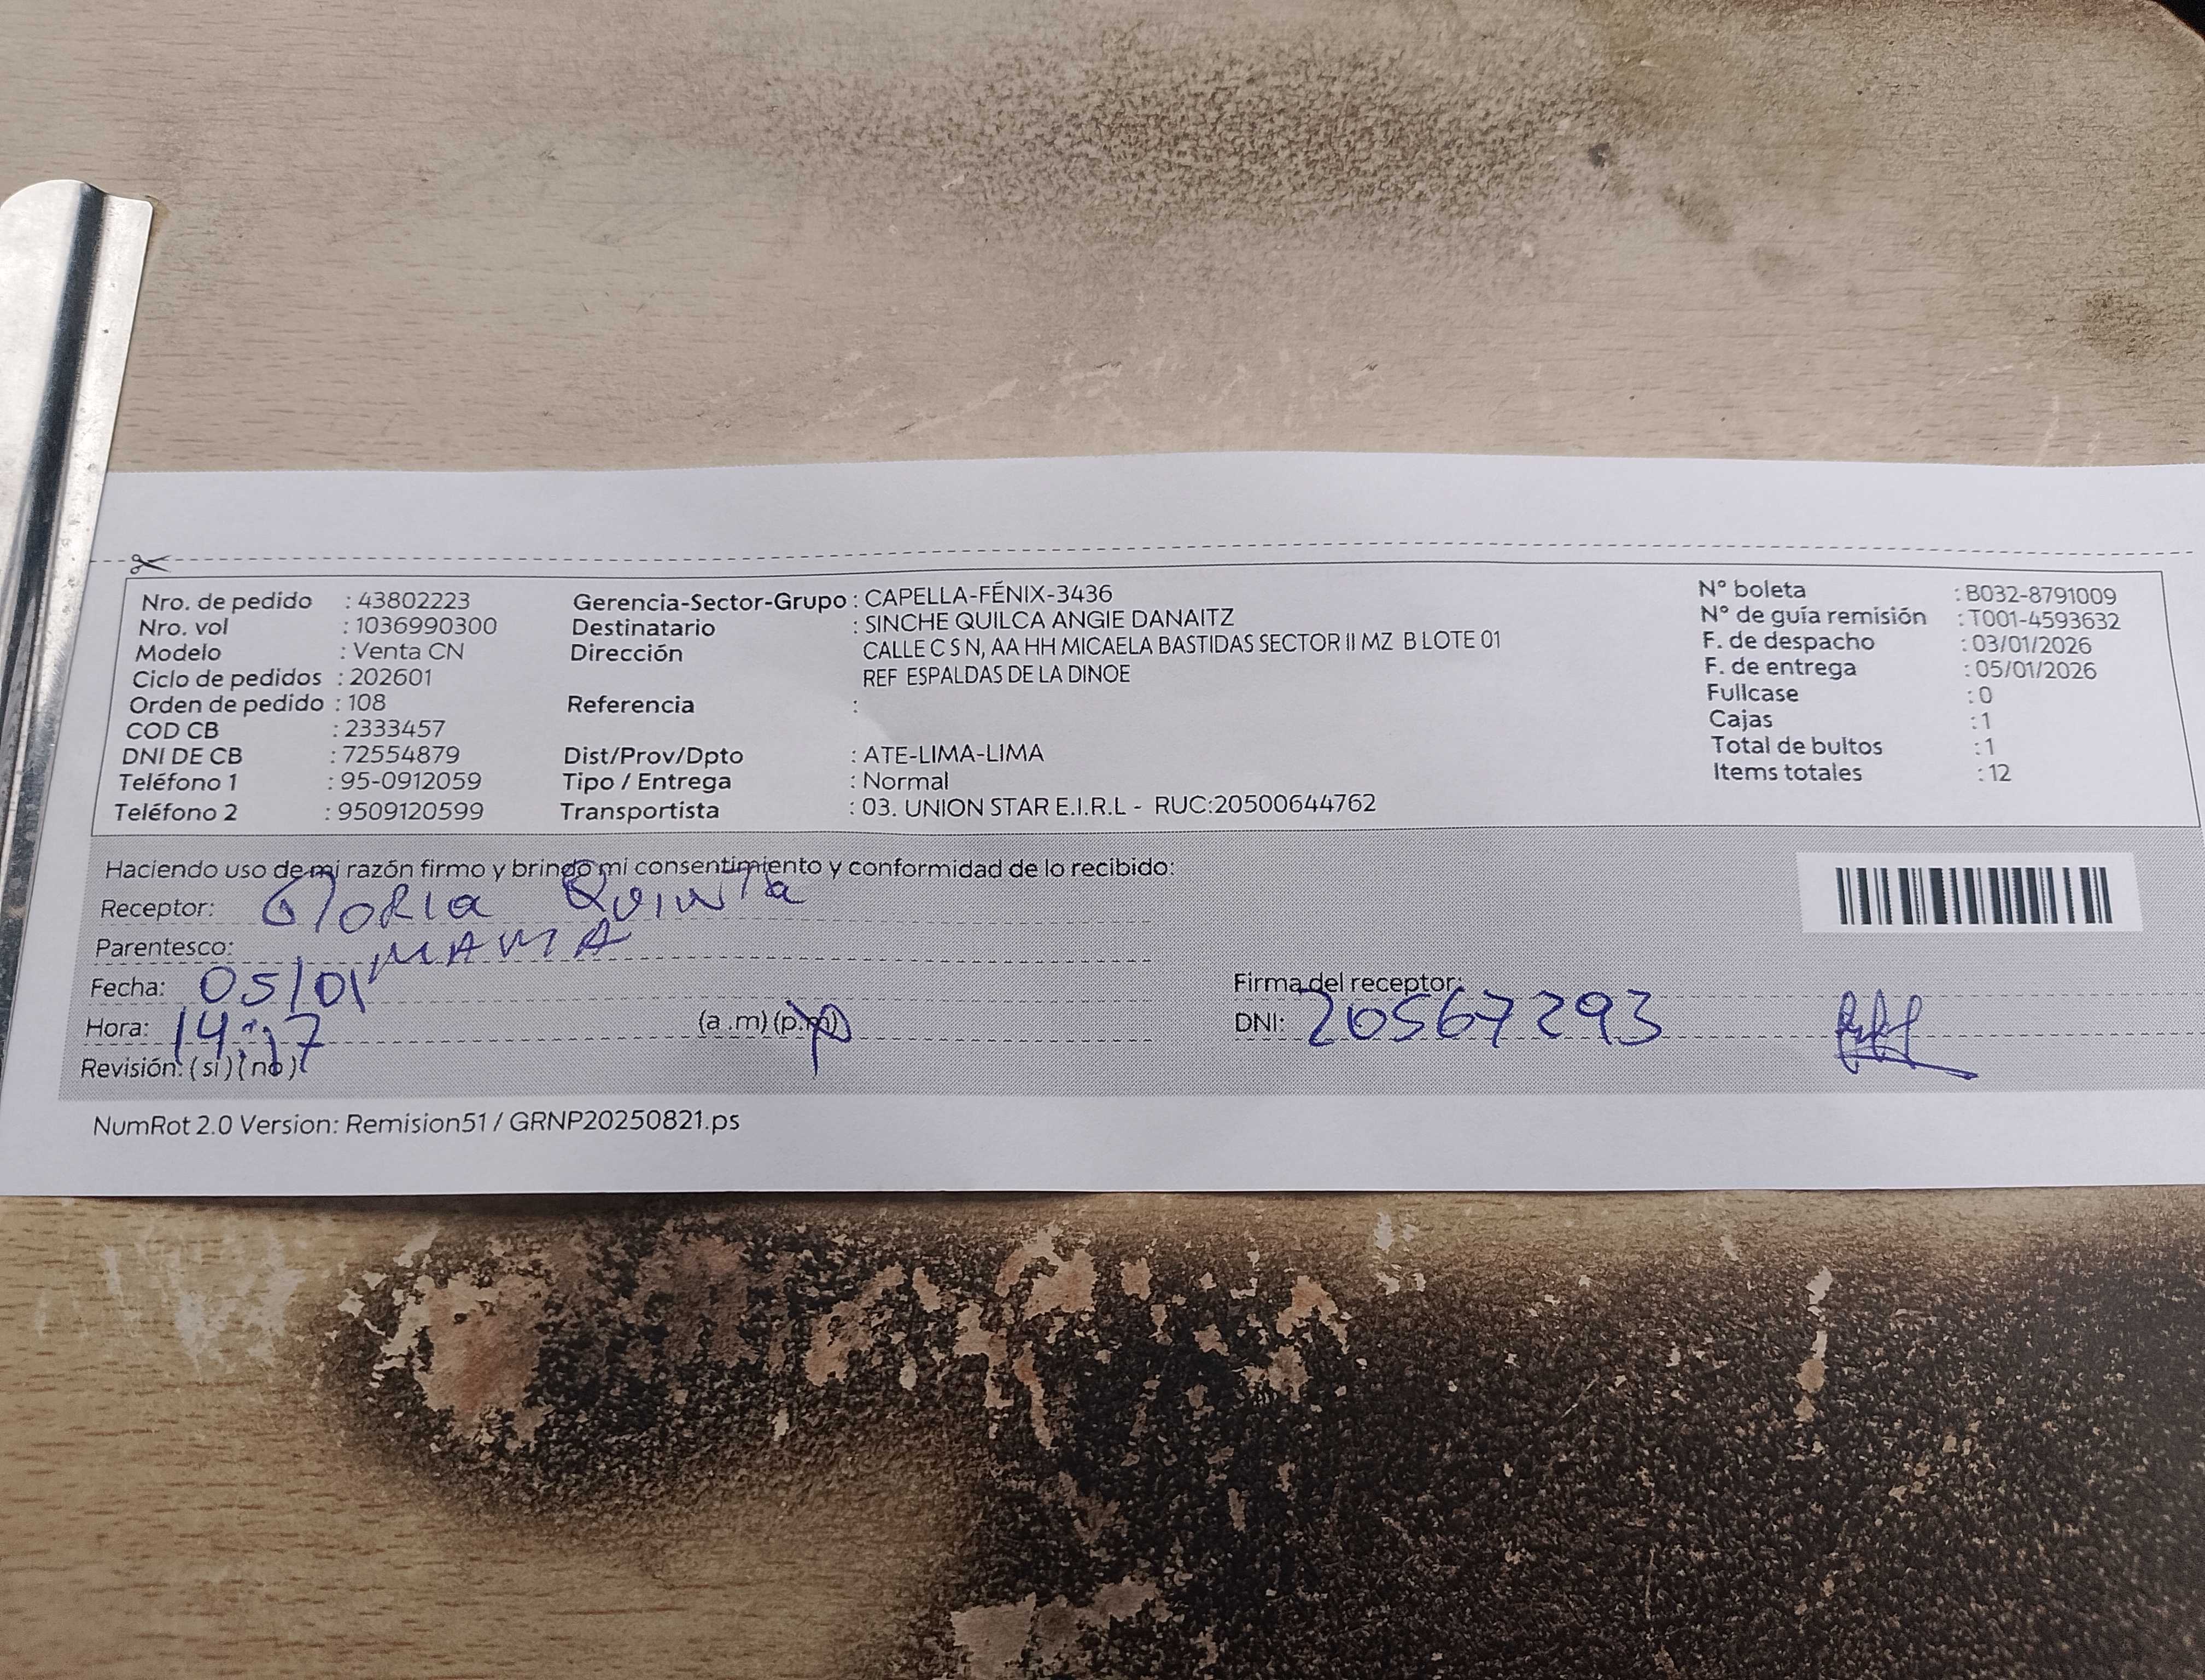 Nro. de pedido : 43802223
Nro. vol : 1036990300
Modelo : Venta CN
Ciclo de pedidos : 202601
Orden de pedido : 108
COD CB : 2333457
DNI DE CB : 72554879
Teléfono 1 : 95-0912059
Teléfono 2 : 9509120599
Gerencia-Sector-Grupo : CAPELLA-FÉNIX-3436
Destinatario : SINCHE QUILCA ANGIE DANAITZ
Dirección CALLE C S N, AA HH MICAELA BASTIDAS SECTOR II MZ B LOTE 01
REF ESPALDAS DE LA DINOE
Referencia :
Dist/Prov/Dpto : ATE-LIMA-LIMA
Tipo / Entrega : Normal
Transportista : 03. UNION STAR E.I.R.L - RUC:20500644762
N° boleta : B032-8791009
N° de guía remisión : T001-4593632
F. de despacho : 03/01/2026
F. de entrega : 05/01/2026
Fullcase : 0
Cajas : 1
Total de bultos : 1
Items totales : 12
Haciendo uso de mi razón firmo y brindo mi consentimiento y conformidad de lo recibido:
Receptor: GlORIa QUINTa
Parentesco: MAMA
Fecha: 05/01
Hora: 14:17 (a .m) (p.m)
Revisión: (si) (no)
Firma del receptor:
DNI: 20567293
NumRot 2.0 Version: Remision51 / GRNP20250821.ps